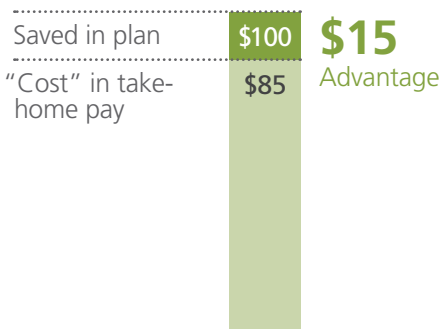 Saved in plan $100 $15
Advantage
“Cost” in take- $85
home pay